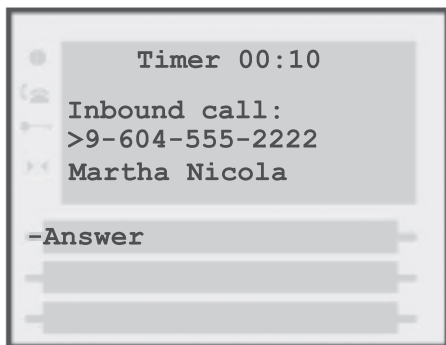 Timer 00:10
Inbound call:
>9-604-555-2222
Martha Nicola
-Answer